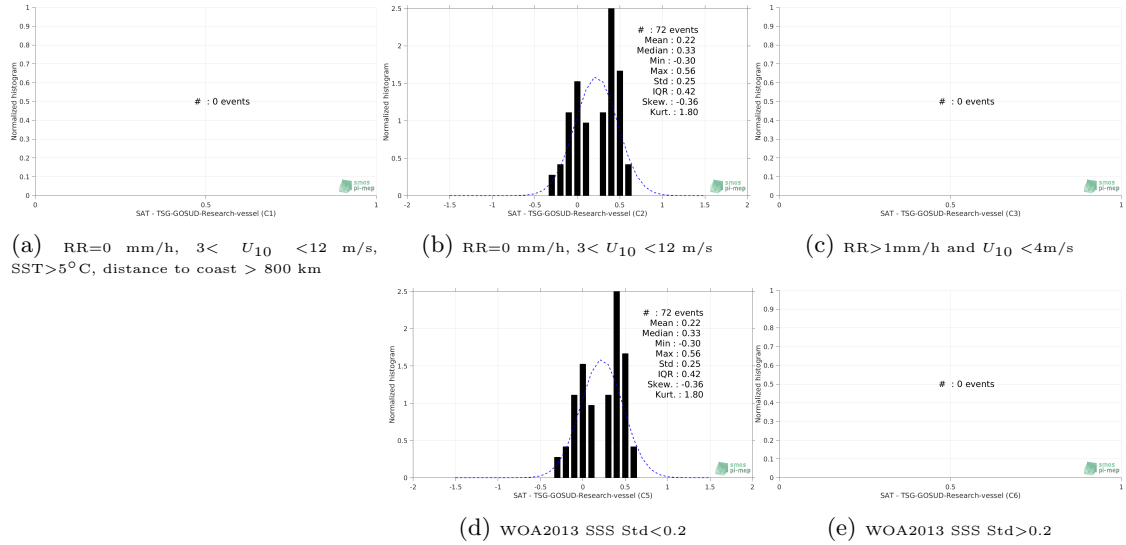 1
0.9
0.8
0.7
0.6
0.5
0.4
0.3
0.2
0.1
0
Normalized histogram
# : 0 events
smos
pi-mep
0 0.5 1
SAT - TSG-GOSUD-Research-vessel (C1)
2.5
2
1.5
1
0.5
0
Normalized histogram
# : 72 events
Mean : 0.22
Median : 0.33
Min : -0.30
Max : 0.56
Std : 0.25
IQR : 0.42
Skew. : -0.36
Kurt. : 1.80
smos
pi-mep
-2 -1.5 -1 -0.5 0 0.5 1 1.5 2
SAT - TSG-GOSUD-Research-vessel (C2)
1
0.9
0.8
0.7
0.6
0.5
0.4
0.3
0.2
0.1
0
Normalized histogram
# : 0 events
smos
pi-mep
0 0.5 1
SAT - TSG-GOSUD-Research-vessel (C3)
(a) RR=0 mm/h, 3< U10 <12 m/s,
SST>5°C, distance to coast > 800 km
(b) RR=0 mm/h, 3< U10 <12 m/s
(c) RR>1mm/h and U10 <4m/s
2.5
2
1.5
1
0.5
0
Normalized histogram
# : 72 events
Mean : 0.22
Median : 0.33
Min : -0.30
Max : 0.56
Std : 0.25
IQR : 0.42
Skew. : -0.36
Kurt. : 1.80
smos
pi-mep
-2 -1.5 -1 -0.5 0 0.5 1 1.5 2
SAT - TSG-GOSUD-Research-vessel (C5)
1
0.9
0.8
0.7
0.6
0.5
0.4
0.3
0.2
0.1
0
Normalized histogram
# : 0 events
smos
pi-mep
0 0.5 1
SAT - TSG-GOSUD-Research-vessel (C6)
(d) WOA2013 SSS Std<0.2
(e) WOA2013 SSS Std>0.2